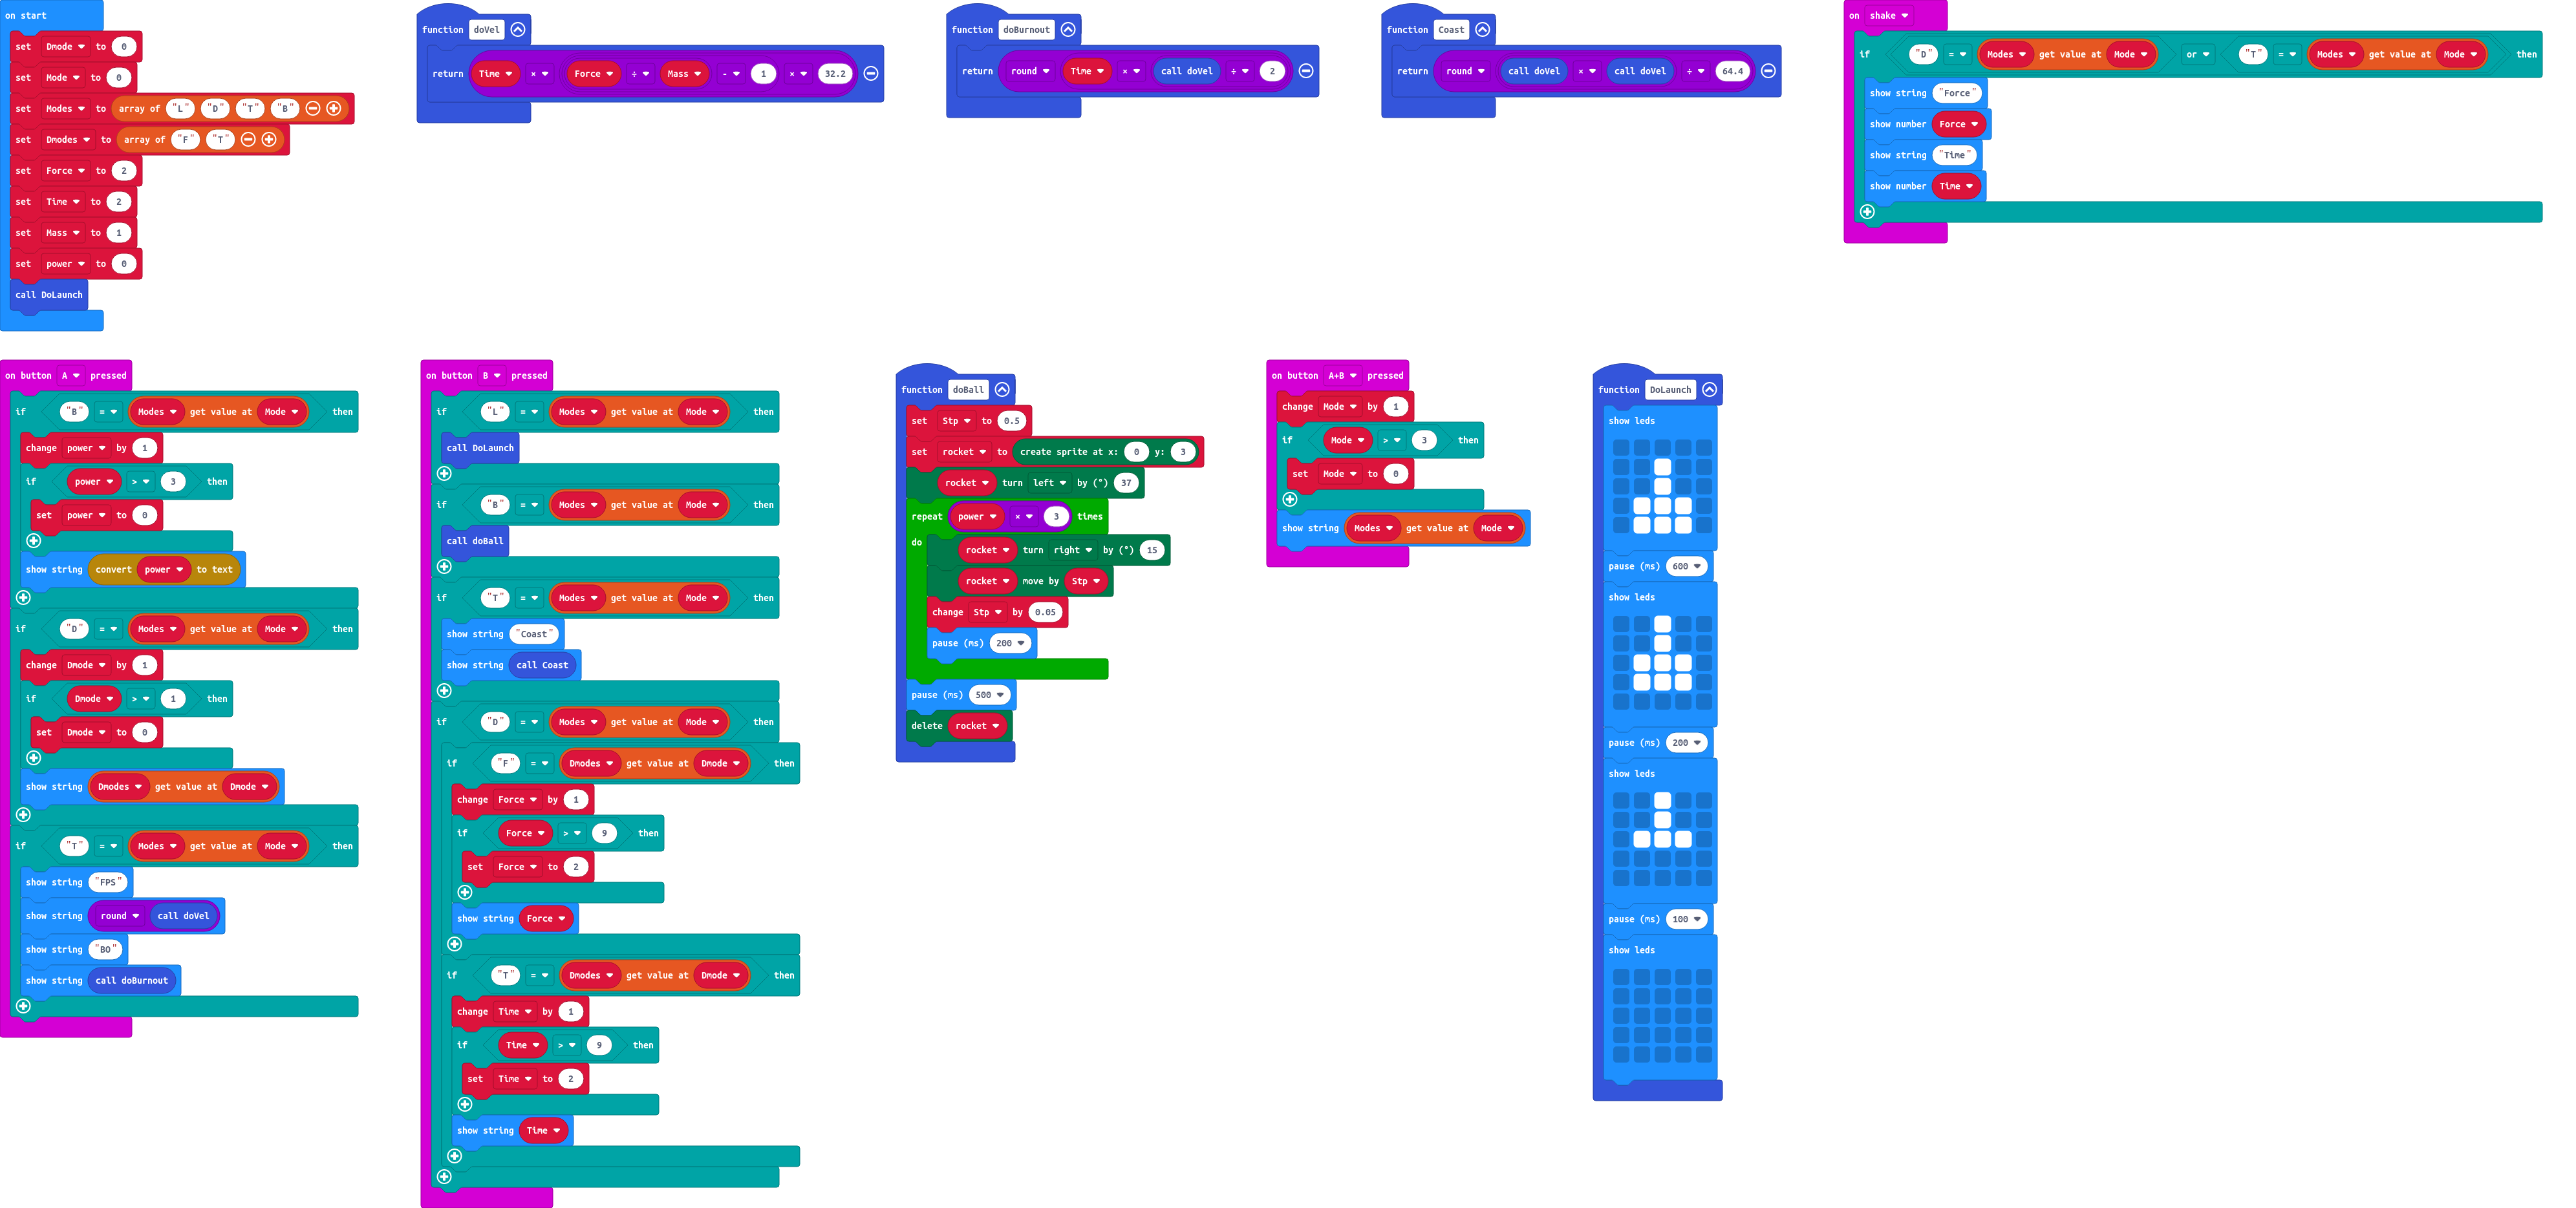 on start
set Dmode to 0
set Mode to 0
set Modes to array of "L" "D" "T" "B"
set Dmodes to array of "F" "T"
set Force to 2
set Time to 2
set Mass to 1
set power to 0
call DoLaunch
function doVel
return Time × Force ÷ Mass - 1 × 32.2
function doBurnout
return round Time × call doVel ÷ 2
function Coast
return round call doVel × call doVel ÷ 64.4
on shake
if "D" = Modes get value at Mode or "T" = Modes get value at Mode then
show string "Force"
show number Force
show string "Time"
show number Time
on button A pressed
if "B" = Modes get value at Mode then
change power by 1
if power > 3 then
set power to 0
show string convert power to text
if "D" = Modes get value at Mode then
change Dmode by 1
if Dmode > 1 then
set Dmode to 0
show string Dmodes get value at Dmode
if "T" = Modes get value at Mode then
show string "FPS"
show string round call doVel
show string "BO"
show string call doBurnout
on button B pressed
if "L" = Modes get value at Mode then
call DoLaunch
if "B" = Modes get value at Mode then
call doBall
if "T" = Modes get value at Mode then
show string "Coast"
show string call Coast
if "D" = Modes get value at Mode then
if "F" = Dmodes get value at Dmode then
change Force by 1
if Force > 9 then
set Force to 2
show string Force
if "T" = Dmodes get value at Dmode then
change Time by 1
if Time > 9 then
set Time to 2
show string Time
function doBall
set Stp to 0.5
set rocket to create sprite at x: 0 y: 3
rocket turn left by (°) 37
repeat power × 3 times
do rocket turn right by (°) 15
rocket move by Stp
change Stp by 0.05
pause (ms) 200
pause (ms) 500
delete rocket
on button A+B pressed
change Mode by 1
if Mode > 3 then
set Mode to 0
show string Modes get value at Mode
function DoLaunch
show leds
pause (ms) 600
show leds
pause (ms) 200
show leds
pause (ms) 100
show leds